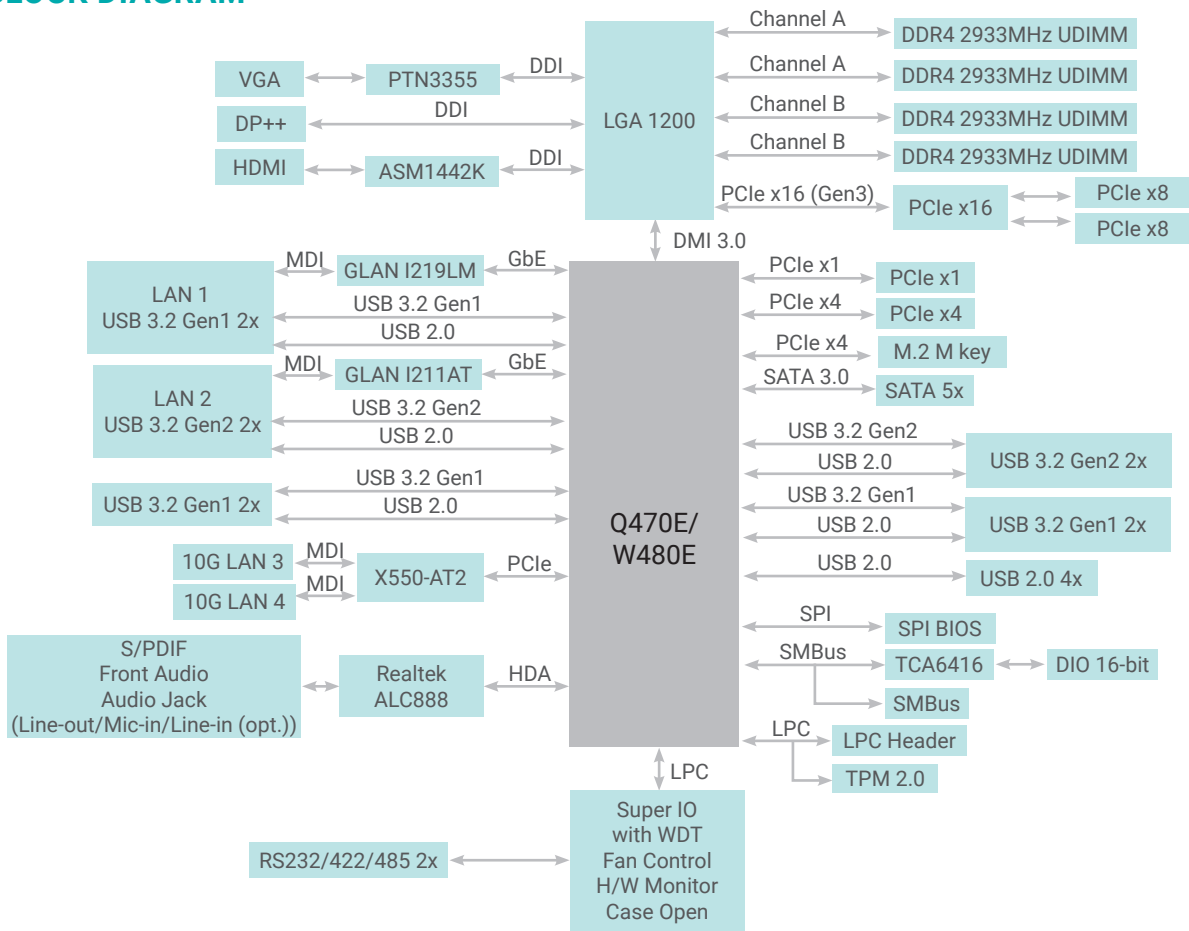 Channel A
DDR4 2933MHz UDIMM
VGA
PTN3355
DDI
Channel A
DDR4 2933MHz UDIMM
DP++
DDI
LGA 1200
Channel B
DDR4 2933MHz UDIMM
HDMI
ASM1442K
DDI
Channel B
DDR4 2933MHz UDIMM
PCIe x16 (Gen3)
PCIe x16
PCIe x8
PCIe x8
DMI 3.0
LAN 1
USB 3.2 Gen1 2x
MDI
GLAN I219LM
GbE
USB 3.2 Gen1
USB 2.0
LAN 2
USB 3.2 Gen2 2x
MDI
GLAN I211AT
GbE
USB 3.2 Gen2
USB 2.0
USB 3.2 Gen1 2x
USB 3.2 Gen1
USB 2.0
10G LAN 3
MDI
10G LAN 4
MDI
X550-AT2
PCIe
S/PDIF
Front Audio
Audio Jack
(Line-out/Mic-in/Line-in (opt.))
Realtek
ALC888
HDA
Q470E/
W480E
PCIe x1
PCIe x1
PCIe x4
PCIe x4
PCIe x4
M.2 M key
SATA 3.0
SATA 5x
USB 3.2 Gen2
USB 2.0
USB 3.2 Gen2 2x
USB 3.2 Gen1
USB 2.0
USB 3.2 Gen1 2x
USB 2.0
USB 2.0 4x
SPI
SPI BIOS
SMBus
TCA6416
DIO 16-bit
SMBus
LPC
LPC Header
TPM 2.0
LPC
Super IO
with WDT
Fan Control
H/W Monitor
Case Open
RS232/422/485 2x